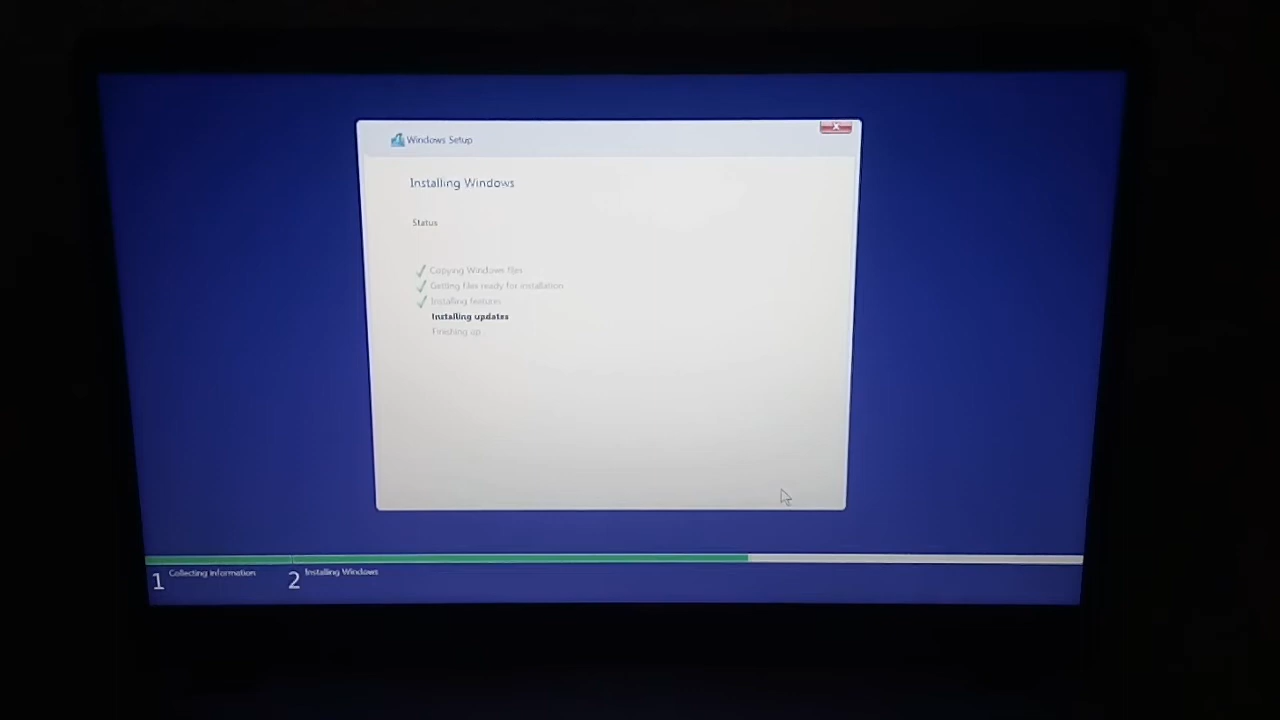 Windows Setup
Installing Windows
Status
Copying Windows files
Getting files ready for installation
Installing features
Installing updates
Finishing up
1 Collecting information
2 Installing Windows